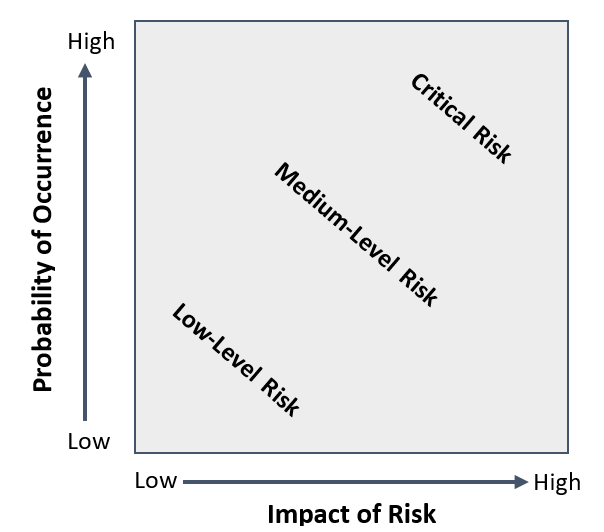 High
Probability of Occurrence
Critical Risk
Medium-Level Risk
Low-Level Risk
Low
Low
High
Impact of Risk